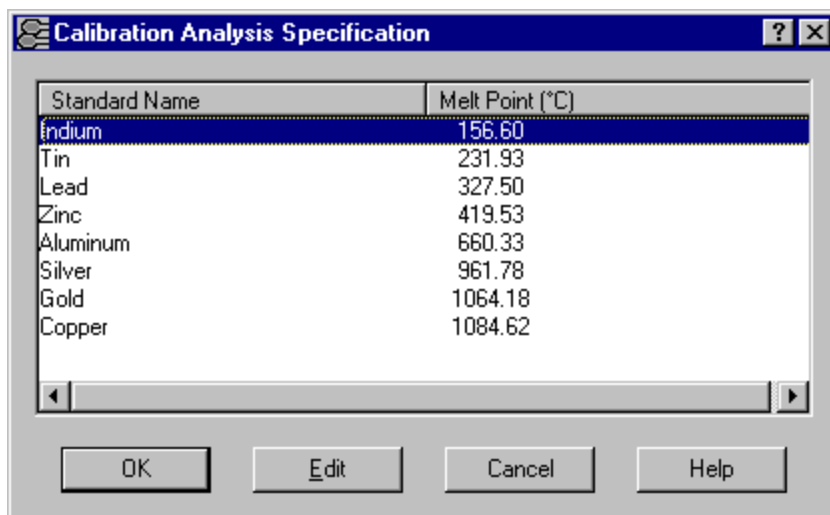 Calibration Analysis Specification ? X
Standard Name Melt Point (°C)
Indium 156.60
Tin 231.93
Lead 327.50
Zinc 419.53
Aluminum 660.33
Silver 961.78
Gold 1064.18
Copper 1084.62
OK Edit Cancel Help